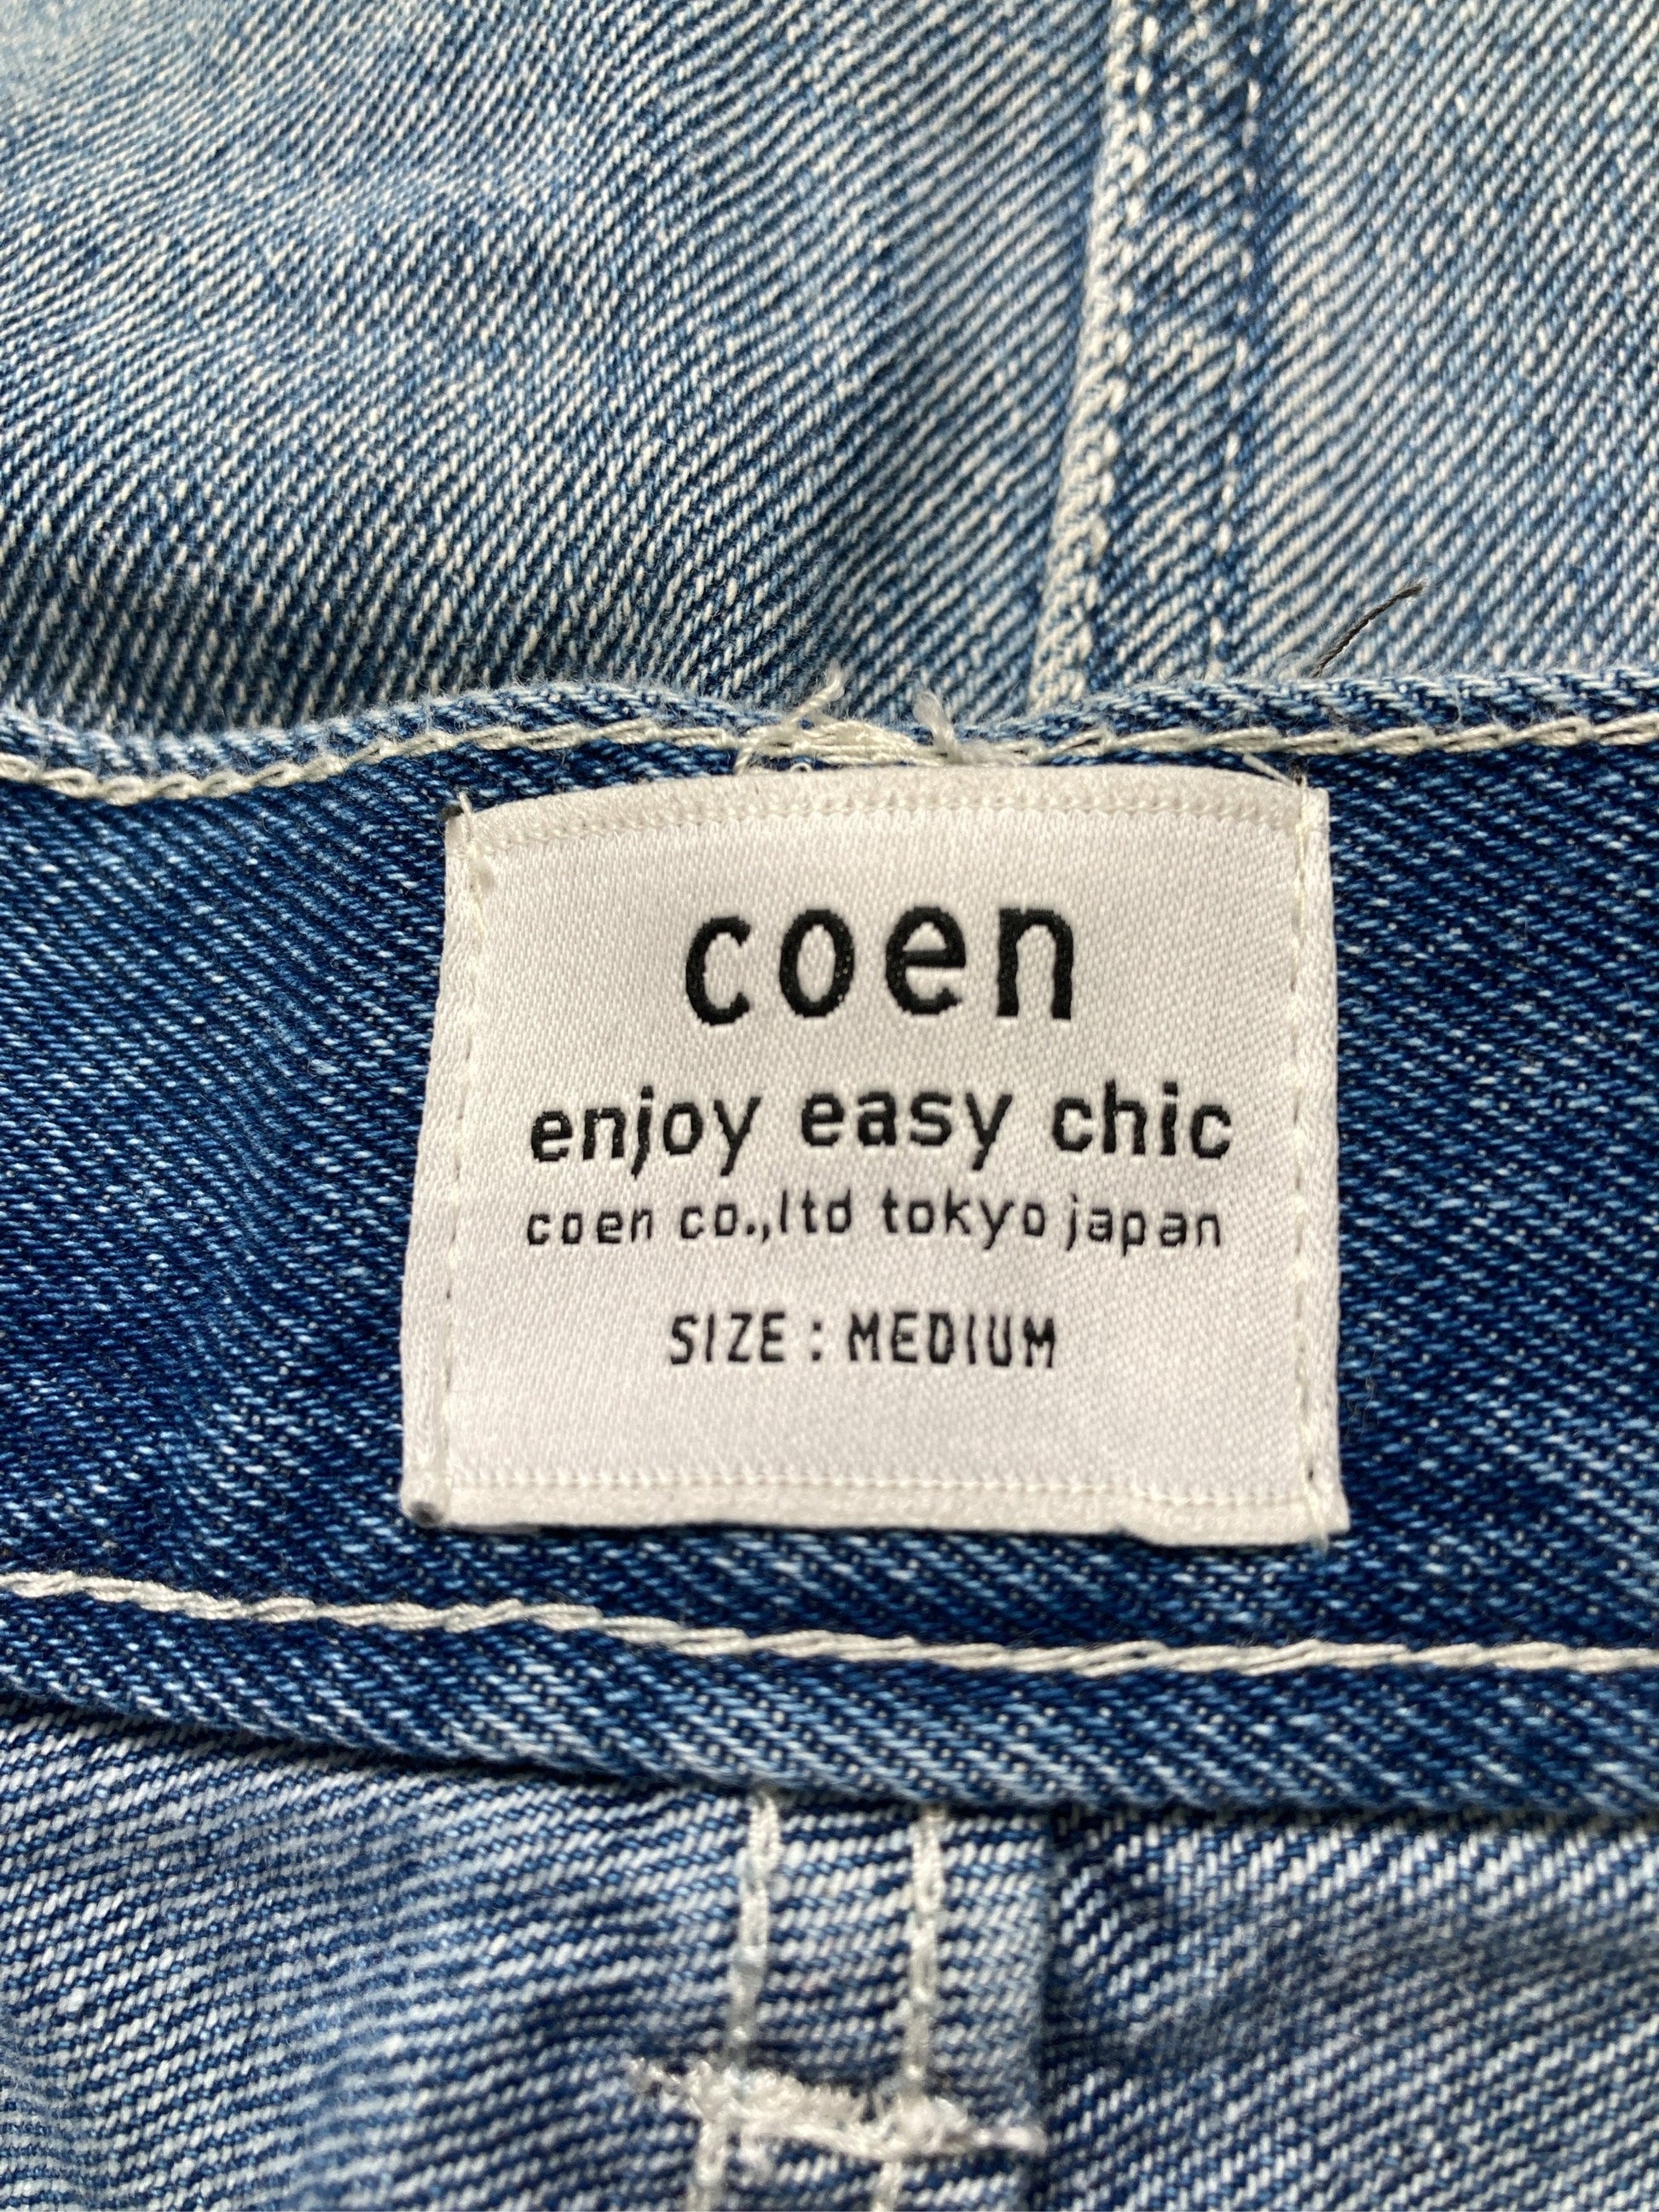 coen
enjoy easy chic
coen co.,ltd tokyo japan
SIZE : MEDIUM